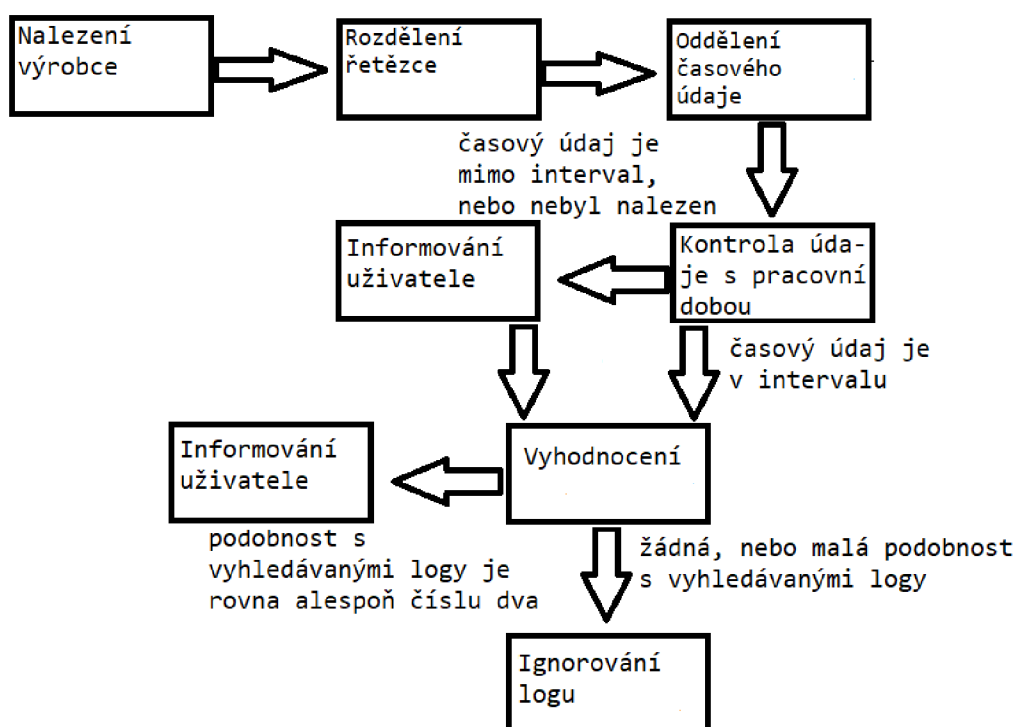 Nalezení
výrobce
Rozdělení
řetězce
Oddělení
časového
údaje
časový údaj je
mimo interval,
nebo nebyl nalezen
Informování
uživatele
Kontrola úda-
je s pracovní
dobou
časový údaj je
v intervalu
Informování
uživatele
Vyhodnocení
podobnost s
vyhledávanými logy je
rovna alespoň číslu dva
žádná, nebo malá podobnost
s vyhledávanými logy
Ignorování
logu